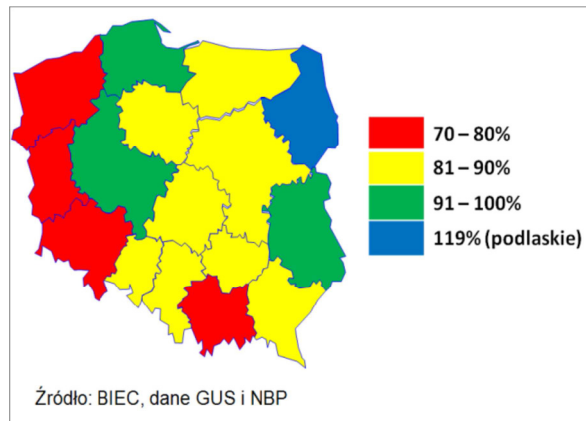 70 – 80%
81 – 90%
91 – 100%
119% (podlaskie)
Źródło: BIEC, dane GUS i NBP